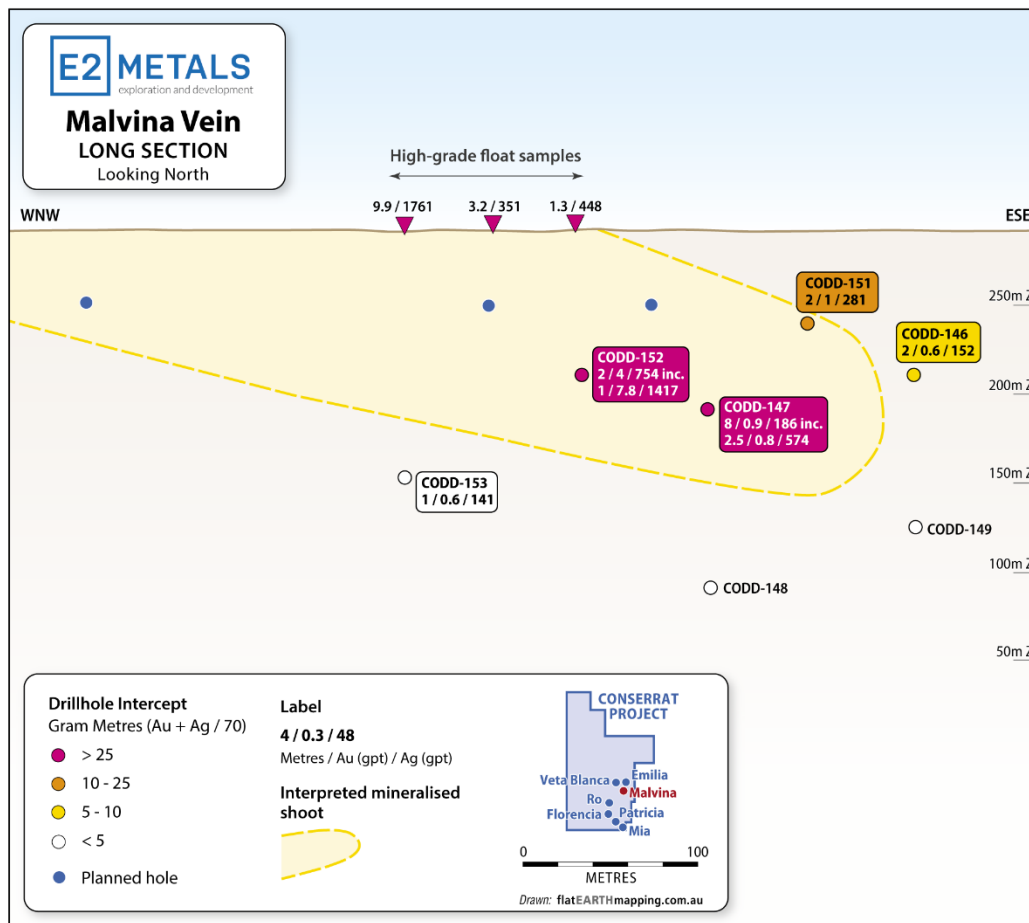 E2 METALS
exploration and development
Malvina Vein
LONG SECTION
Looking North
High-grade float samples
9.9 / 1761
3.2 / 351
1.3 / 448
WNW
ESE
250m Z
CODD-151
2 / 1 / 281
CODD-146
2 / 0.6 / 152
CODD-152
2 / 4 / 754 inc.
1 / 7.8 / 1417
200m Z
CODD-147
8 / 0.9 / 186 inc.
2.5 / 0.8 / 574
CODD-153
1 / 0.6 / 141
150m Z
CODD-149
100m Z
CODD-148
50m Z
Drillhole Intercept
Gram Metres (Au + Ag / 70)
> 25
10 - 25
5 - 10
< 5
Planned hole
Label
4 / 0.3 / 48
Metres / Au (gpt) / Ag (gpt)
Interpreted mineralised
shoot
CONSERRAT
PROJECT
Veta Blanca
Emilia
Malvina
Ro
Florencia
Patricia
Mia
0
100
METRES
Drawn: flatEARTHmapping.com.au